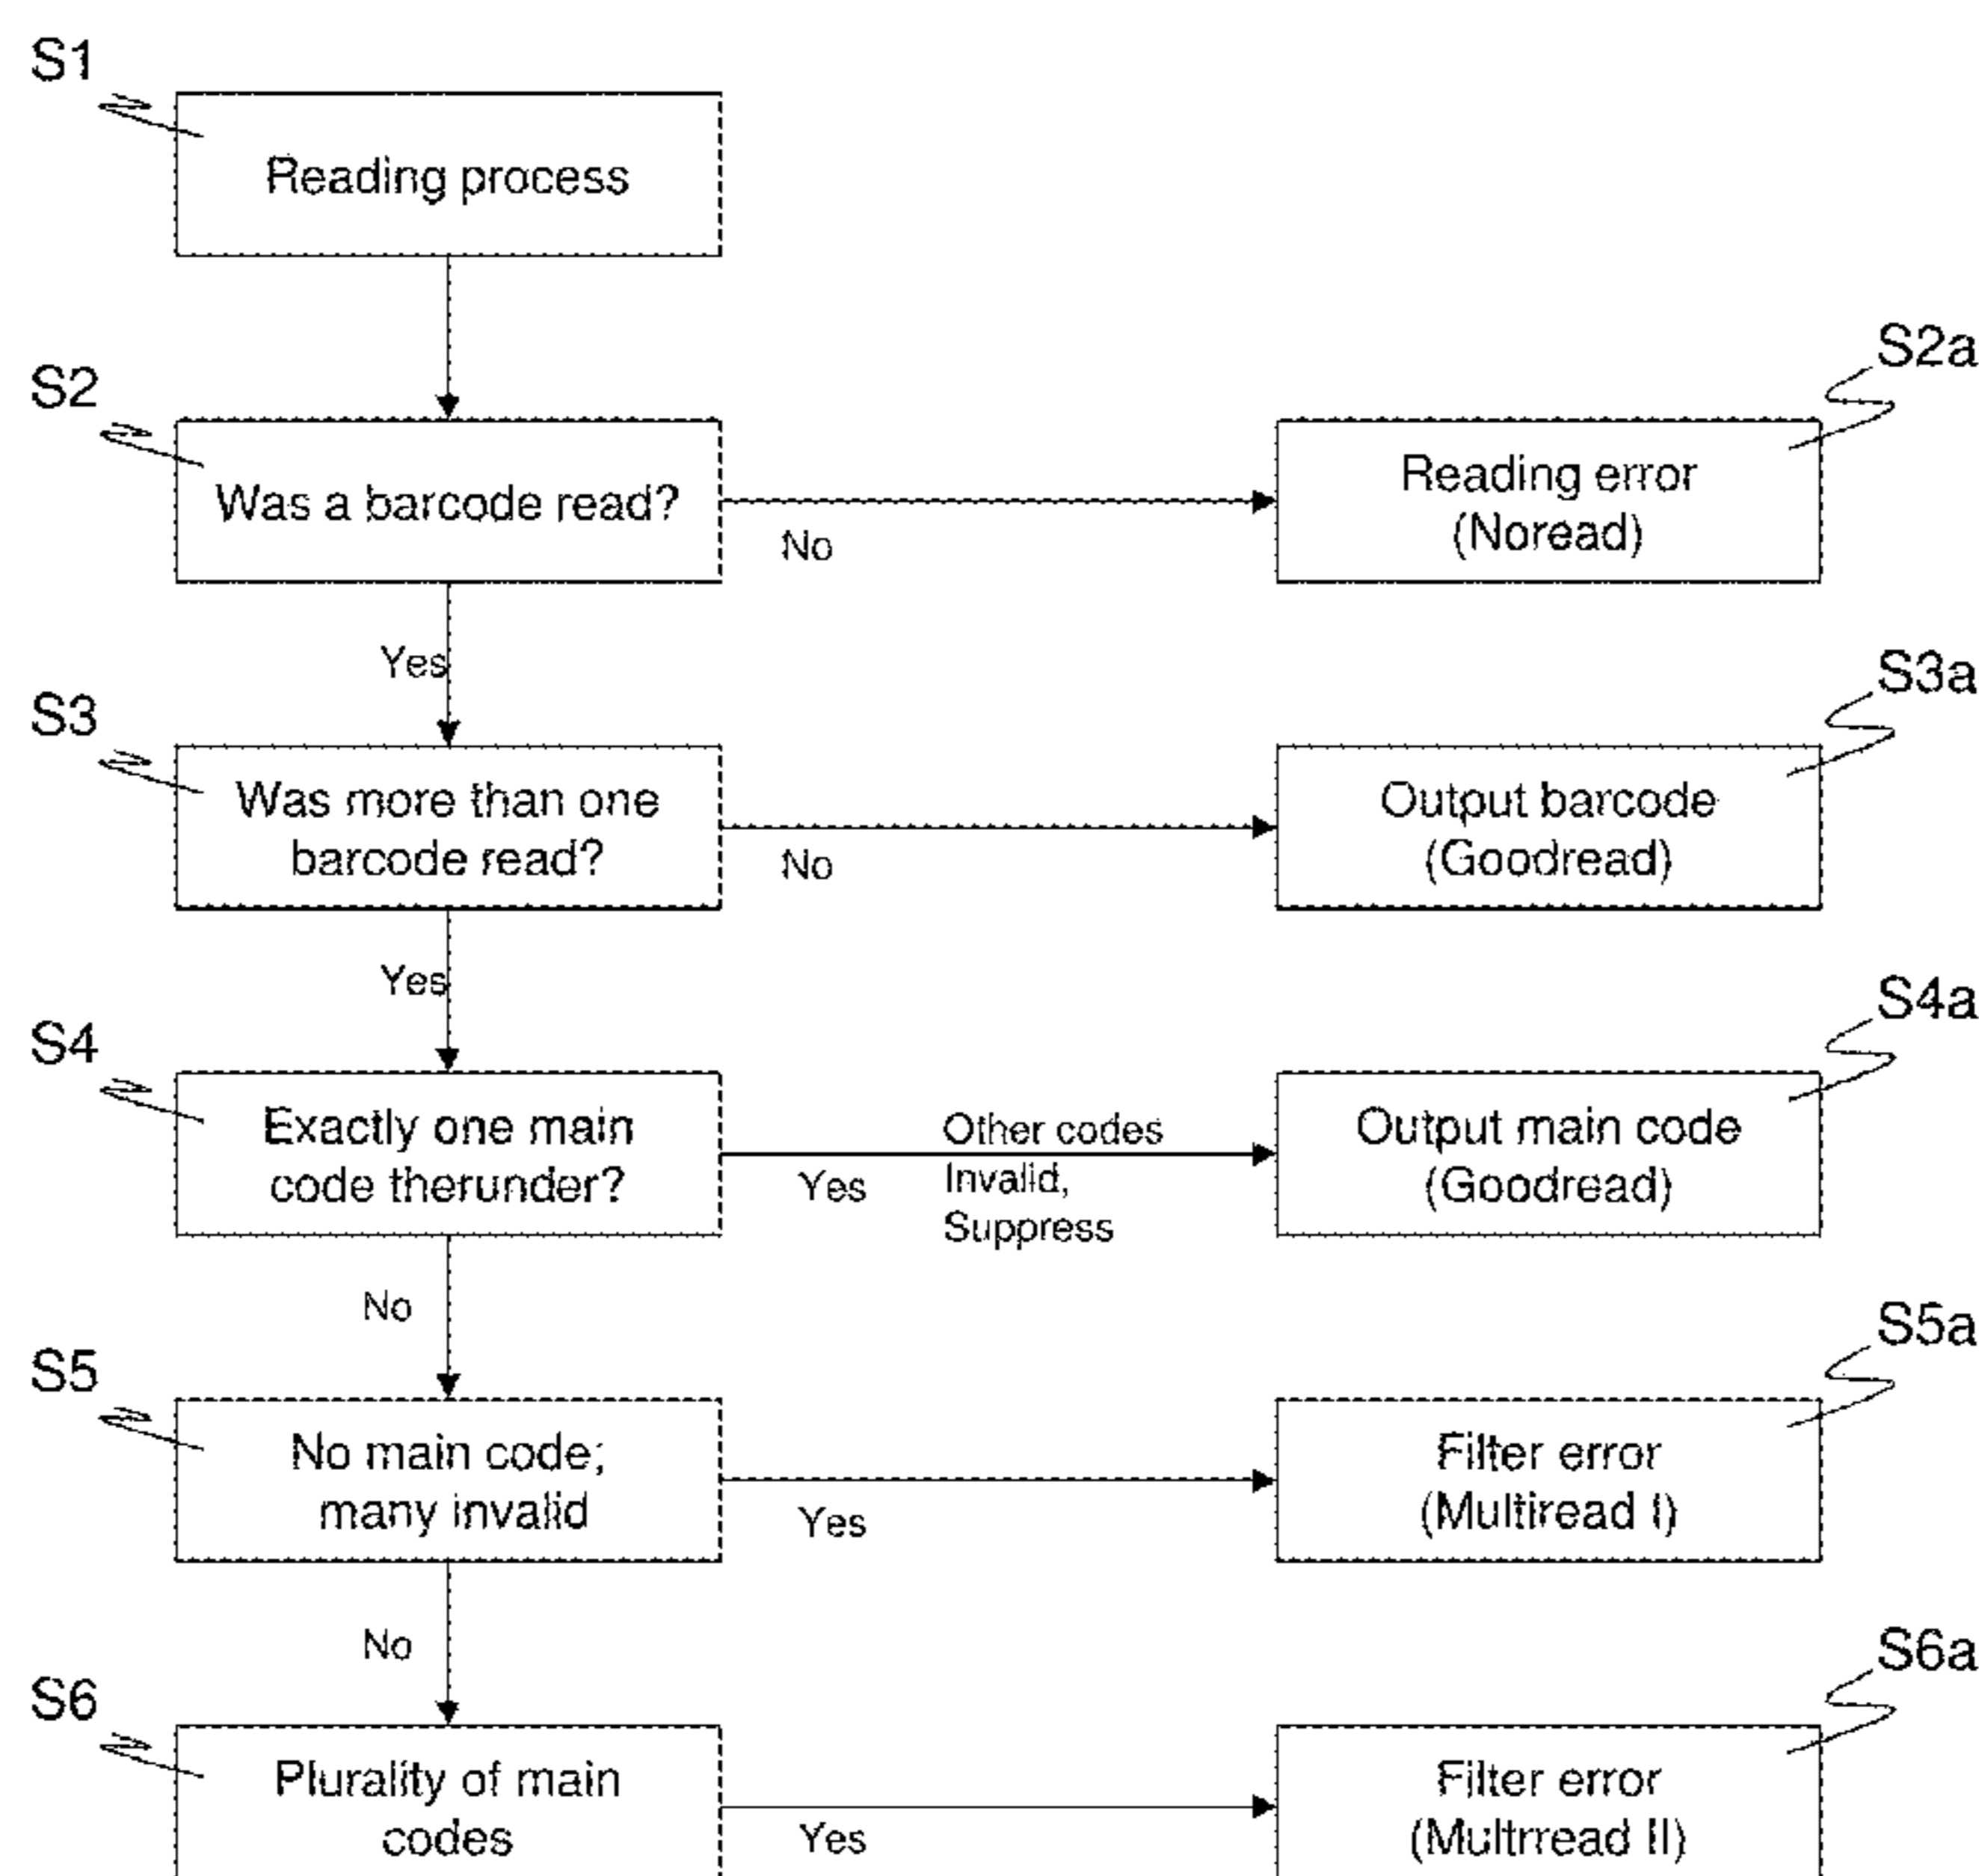 S1
Reading process
S2
Was a barcode read?
No
S2a
Reading error
(Noread)
Yes
S3
Was more than one
barcode read?
No
S3a
Output barcode
(Goodread)
Yes
S4
Exactly one main
code therunder?
Yes
Other codes
Invalid,
Suppress
S4a
Output main code
(Goodread)
No
S5
No main code;
many invalid
Yes
S5a
Filter error
(Multiread I)
No
S6
Plurality of main
codes
Yes
S6a
Filter error
(Multrread II)